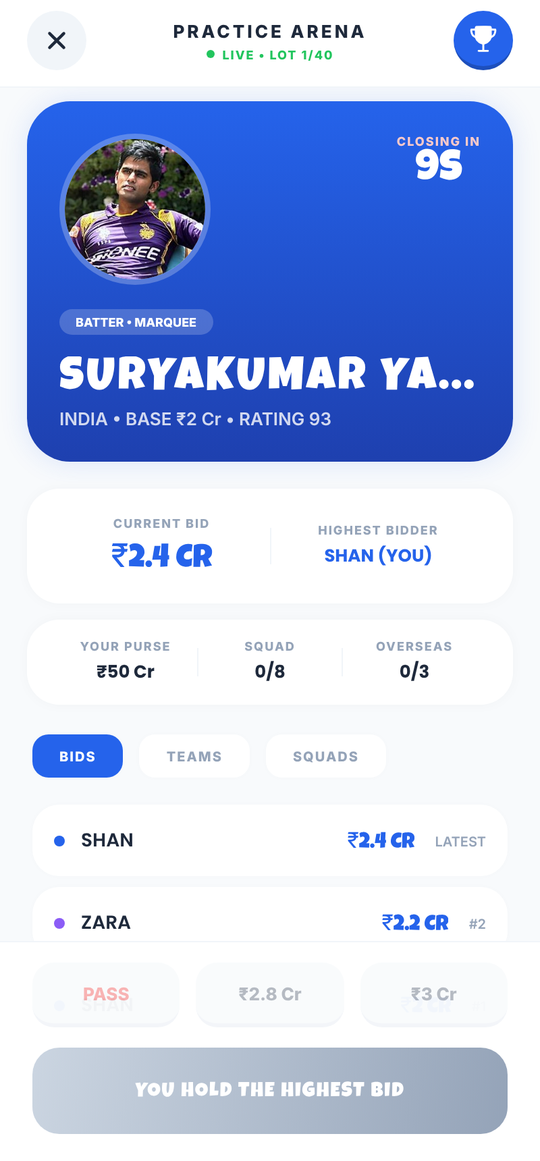 PRACTICE ARENA
LIVE • LOT 1/40
CLOSING IN
9S
BATTER • MARQUEE
SURYAKUMAR YA...
INDIA • BASE ₹2 Cr • RATING 93
CURRENT BID
₹2.4 CR
HIGHEST BIDDER
SHAN (YOU)
YOUR PURSE
₹50 Cr
SQUAD
0/8
OVERSEAS
0/3
BIDS TEAMS SQUADS
SHAN ₹2.4 CR LATEST
ZARA ₹2.2 CR #2
PASS ₹2.8 Cr ₹3 Cr
SHAN ₹2 CR
YOU HOLD THE HIGHEST BID